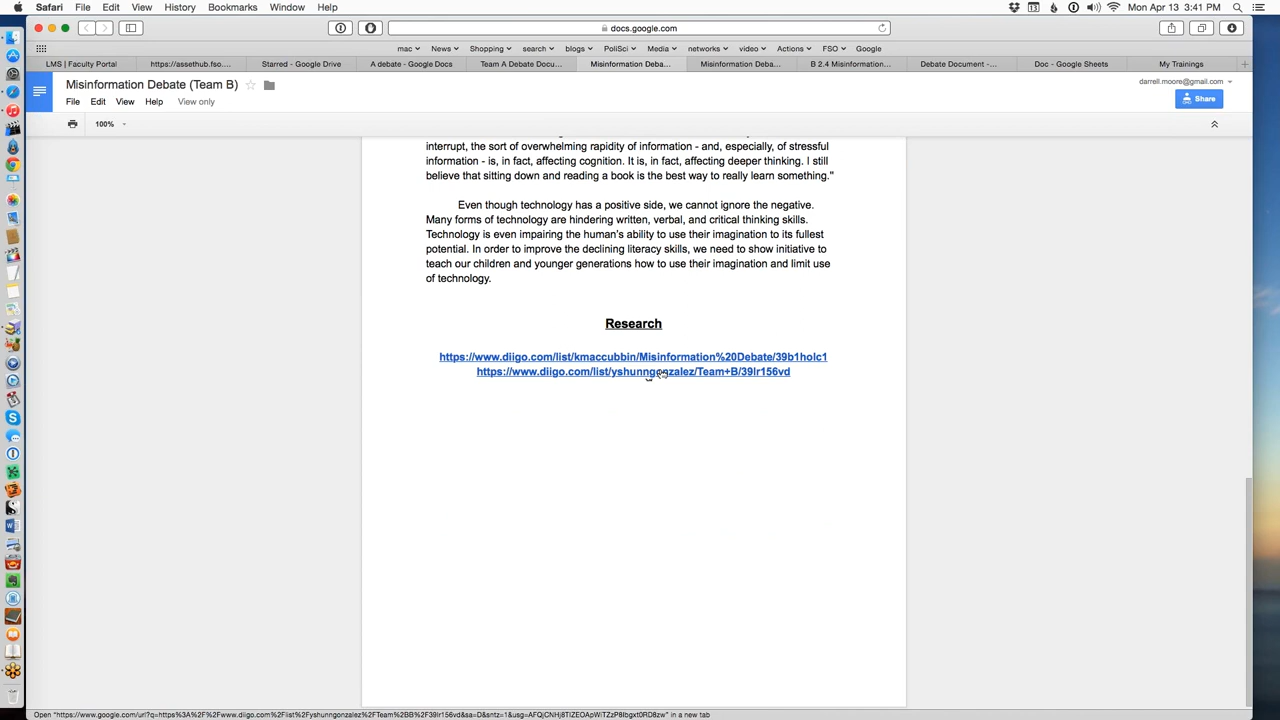 Safari File Edit View History Bookmarks Window Help Mon Apr 13 3:41 PM
docs.google.com
mac News Shopping search blogs PoliSci Media networks video Actions FSO Google
LMS | Faculty Portal https://assethub.fso.... Starred - Google Drive A debate - Google Docs Team A Debate Docu... Misinformation Deba... Misinformation Deba... B 2.4 Misinformation... Debate Document -... Doc - Google Sheets My Trainings
Misinformation Debate (Team B)
darrell.moore@gmail.com
File Edit View Help View only
Share
100%
interrupt, the sort of overwhelming rapidity of information - and, especially, of stressful
information - is, in fact, affecting cognition. It is, in fact, affecting deeper thinking. I still
believe that sitting down and reading a book is the best way to really learn something."
Even though technology has a positive side, we cannot ignore the negative.
Many forms of technology are hindering written, verbal, and critical thinking skills.
Technology is even impairing the human's ability to use their imagination to its fullest
potential. In order to improve the declining literacy skills, we need to show initiative to
teach our children and younger generations how to use their imagination and limit use
of technology.
Research
https://www.diigo.com/list/kmaccubbin/Misinformation%20Debate/39b1holc1
https://www.diigo.com/list/yshunngonzalez/Team+B/39lr156vd